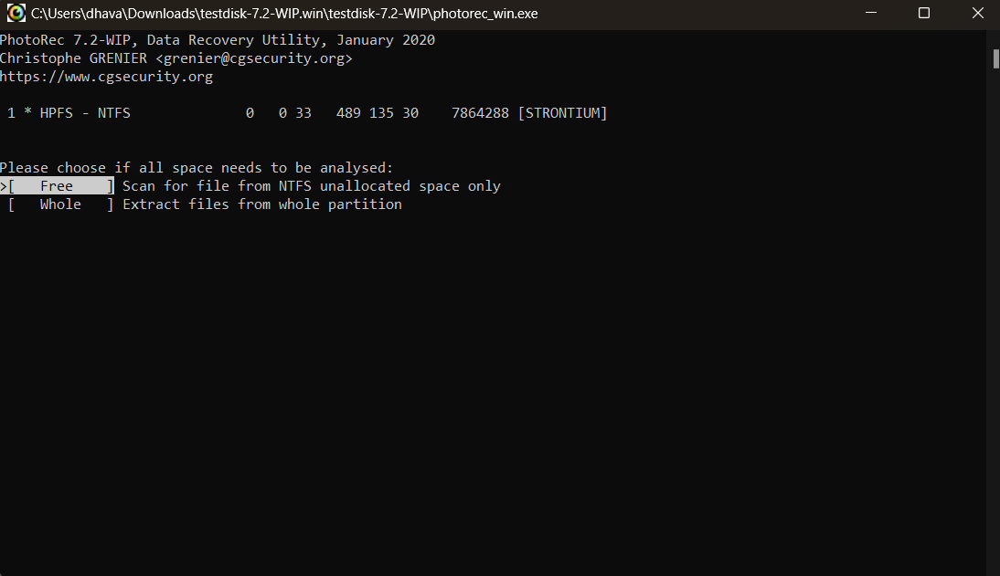 C:\Users\dhava\Downloads\testdisk-7.2-WIP.win\testdisk-7.2-WIP\photorec_win.exe
PhotoRec 7.2-WIP, Data Recovery Utility, January 2020
Christophe GRENIER <grenier@cgsecurity.org>
https://www.cgsecurity.org
1 * HPFS - NTFS              0   0 33   489 135 30    7864288 [STRONTIUM]
Please choose if all space needs to be analysed:
>[   Free    ] Scan for file from NTFS unallocated space only
[   Whole   ] Extract files from whole partition